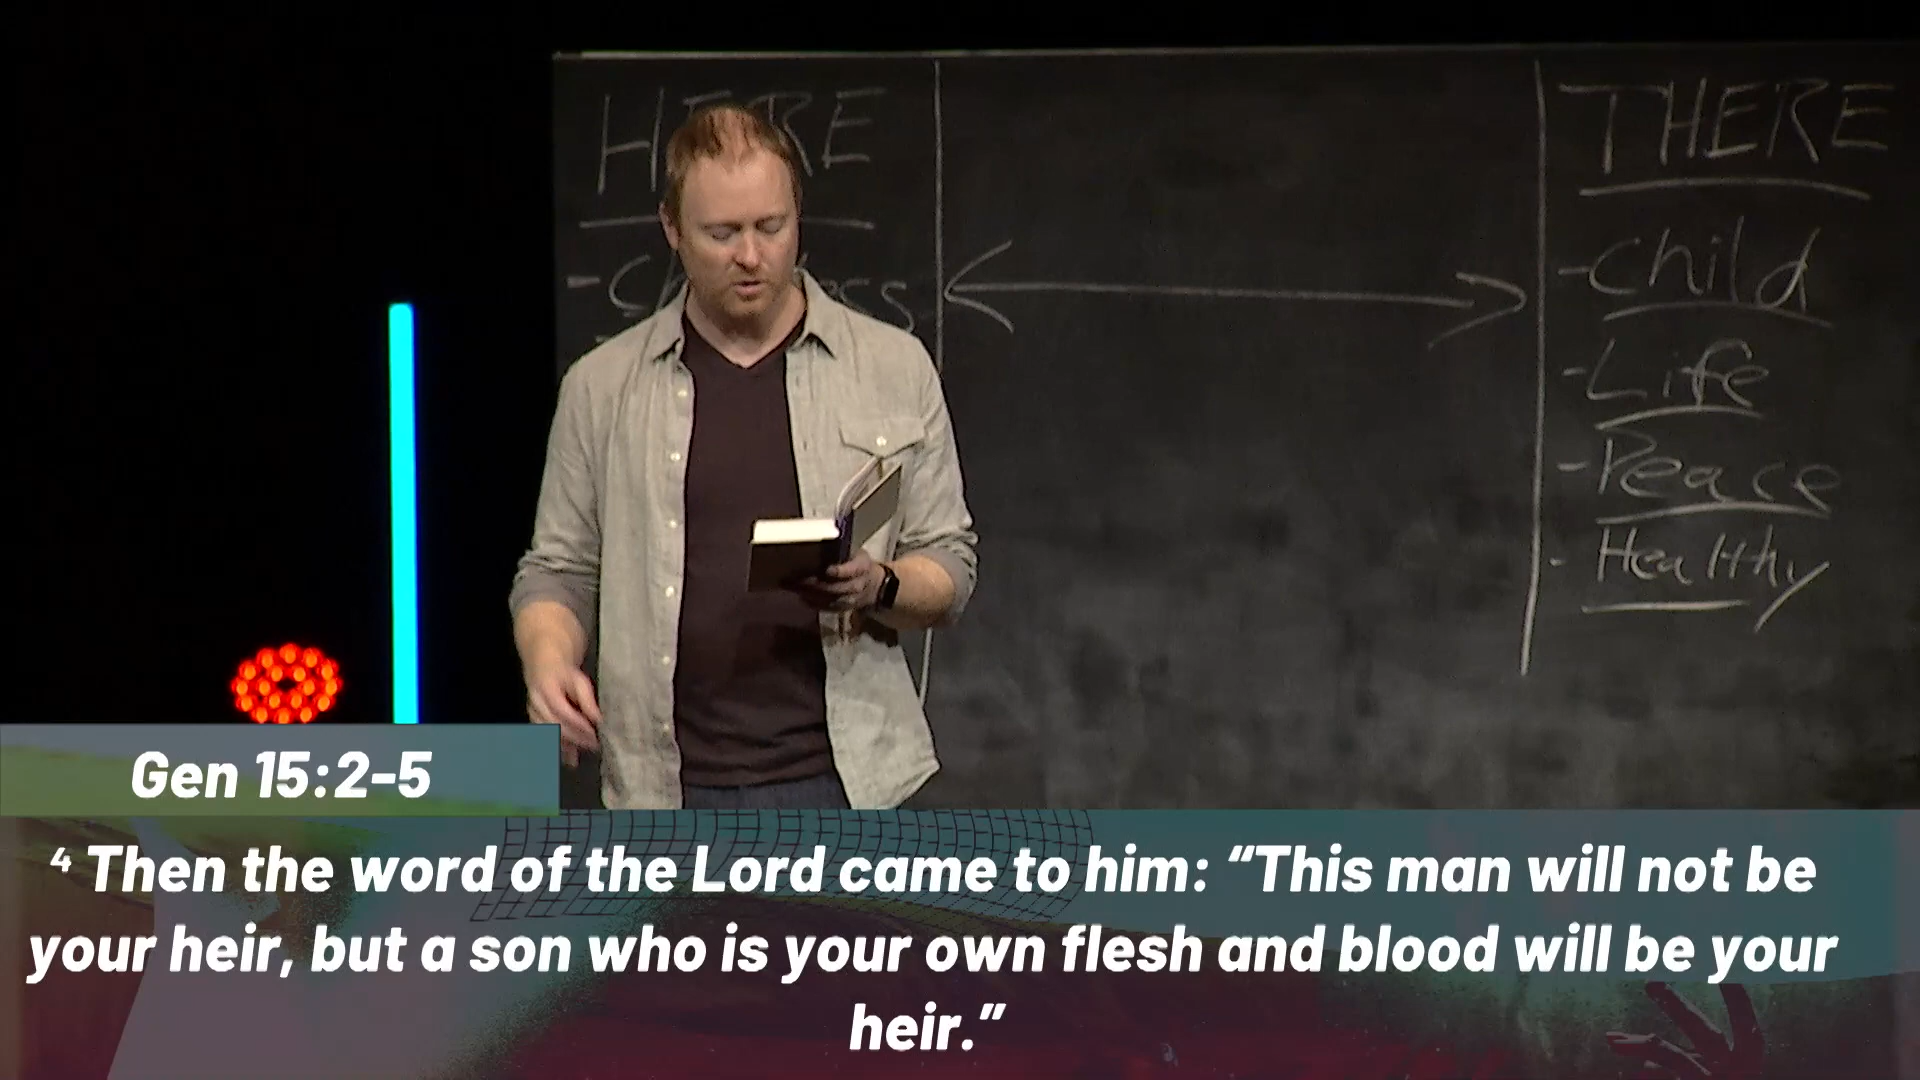 HERE
THERE
-Child
-Life
-Peace
- Healthy
Gen 15:2-5
⁴ Then the word of the Lord came to him: “This man will not be
your heir, but a son who is your own flesh and blood will be your
heir.”